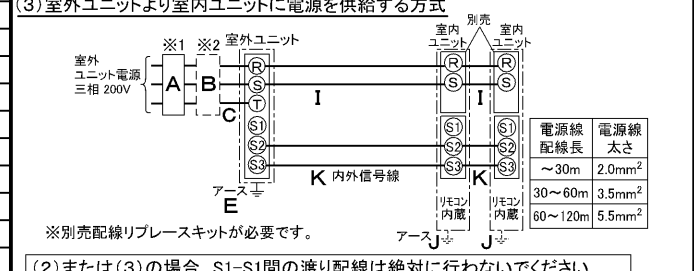 (3)室外ユニットより室内ユニットに電源を供給する方式
※1 ※2 室外ユニット
別売
室内
ユニット
室内
ユニット
室外
ユニット電源
三相 200V
A
B
C
R
S
T
S1
S2
S3
I
R
S
S1
S2
S3
I
R
S
S1
S2
S3
K 内外信号線
K
アース
E
リモコン
内蔵
リモコン
内蔵
アース J
J
電源線
配線長
電源線
太さ
～30m 2.0mm²
30～60m 3.5mm²
60～120m 5.5mm²
※別売配線リプレースキットが必要です。
(2)または(3)の場合、S1-S1間の渡り配線は絶対に行わないでください